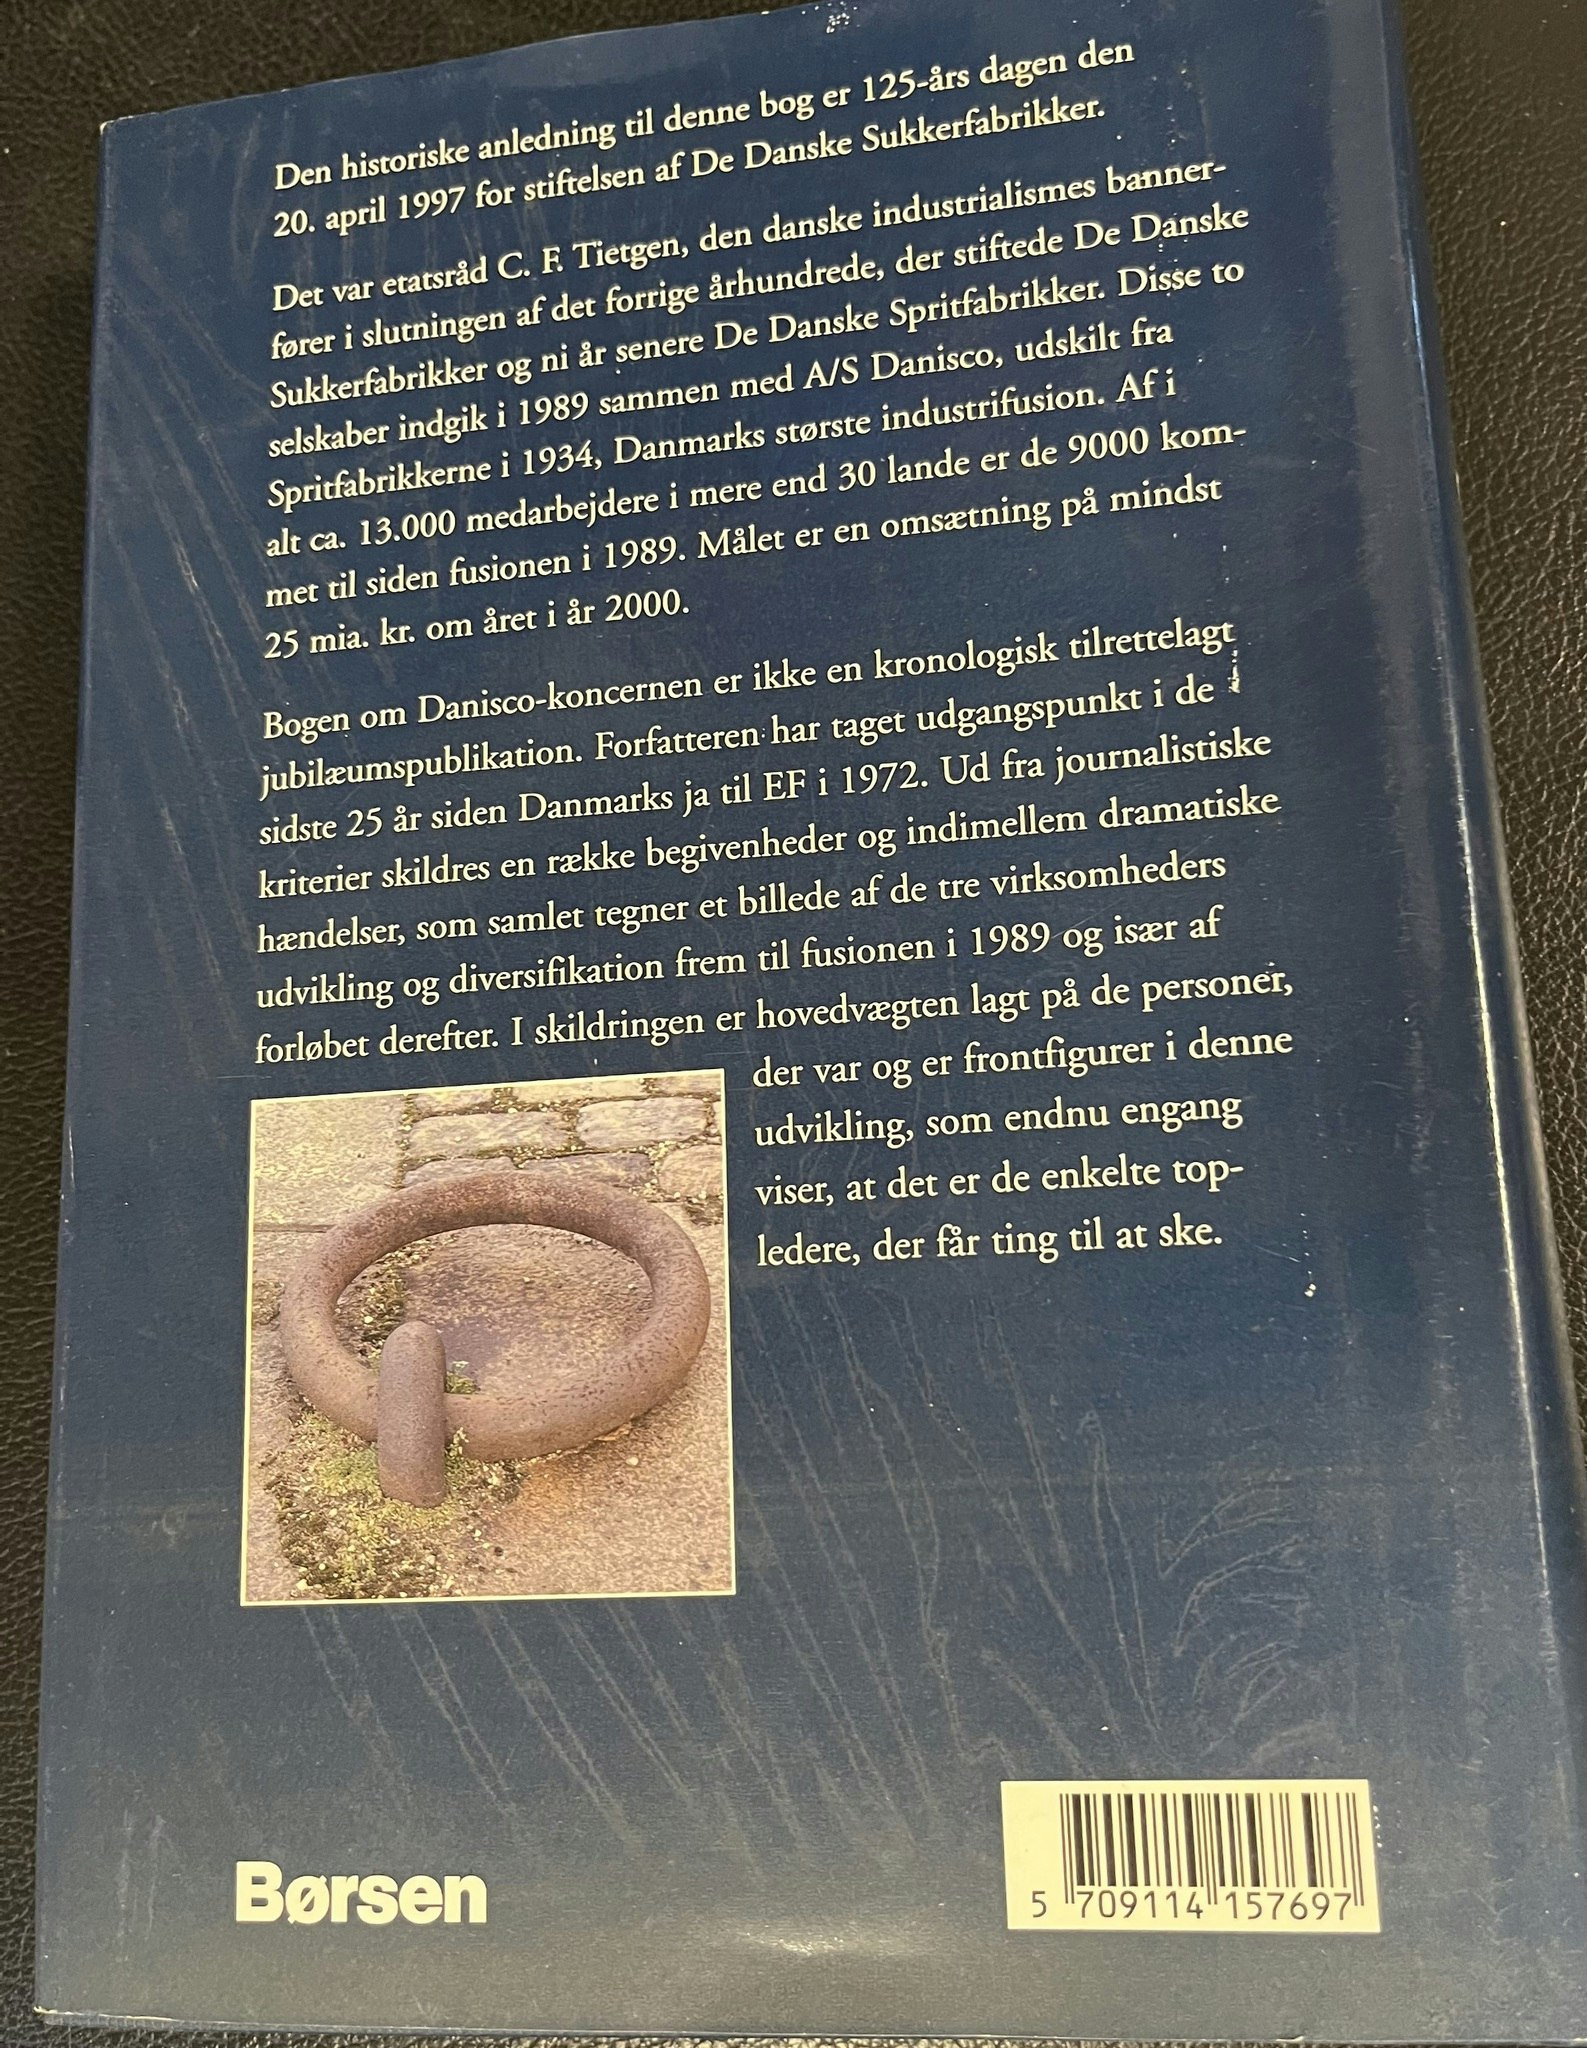 Den historiske anledning til denne bog er 125-års dagen den
20. april 1997 for stiftelsen af De Danske Sukkerfabrikker.
Det var etatsråd C. F. Tietgen, den danske industrialismes banner-
fører i slutningen af det forrige århundrede, der stiftede De Danske
Sukkerfabrikker og ni år senere De Danske Spritfabrikker. Disse to
selskaber indgik i 1989 sammen med A/S Danisco, udskilt fra
Spritfabrikkerne i 1934, Danmarks største industrifusion. Af i
alt ca. 13.000 medarbejdere i mere end 30 lande er de 9000 kom-
met til siden fusionen i 1989. Målet er en omsætning på mindst
25 mia. kr. om året i år 2000.
Bogen om Danisco-koncernen er ikke en kronologisk tilrettelagt
jubilæumspublikation. Forfatteren har taget udgangspunkt i de
sidste 25 år siden Danmarks ja til EF i 1972. Ud fra journalistiske
kriterier skildres en række begivenheder og indimellem dramatiske
hændelser, som samlet tegner et billede af de tre virksomheders
udvikling og diversifikation frem til fusionen i 1989 og især af
forløbet derefter. I skildringen er hovedvægten lagt på de personer,
der var og er frontfigurer i denne
udvikling, som endnu engang
viser, at det er de enkelte top-
ledere, der får ting til at ske.
Børsen
5 709114 157697